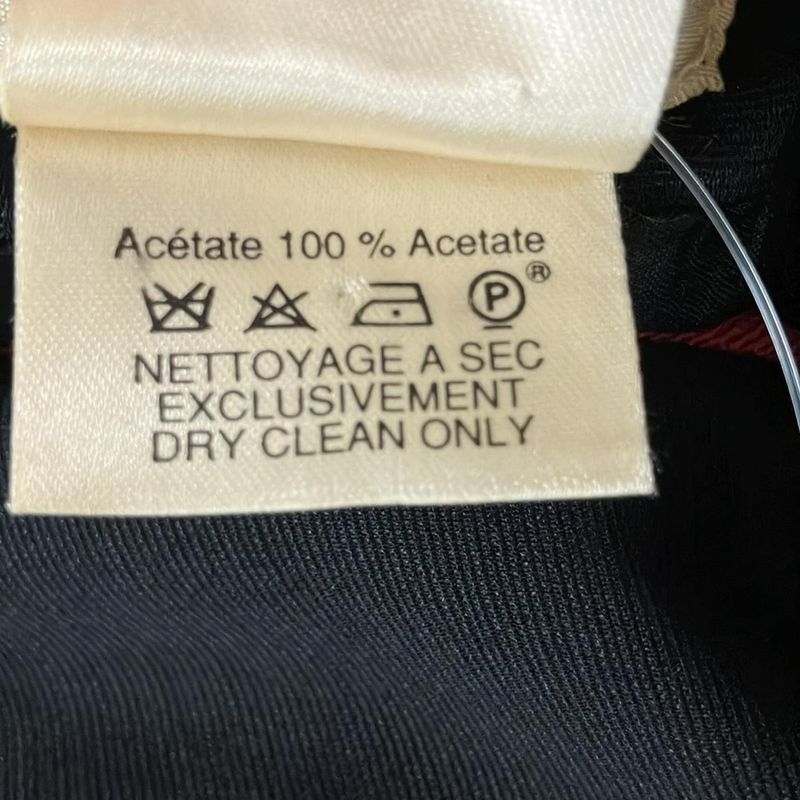 Acétate 100 % Acetate
P ®
NETTOYAGE A SEC
EXCLUSIVEMENT
DRY CLEAN ONLY